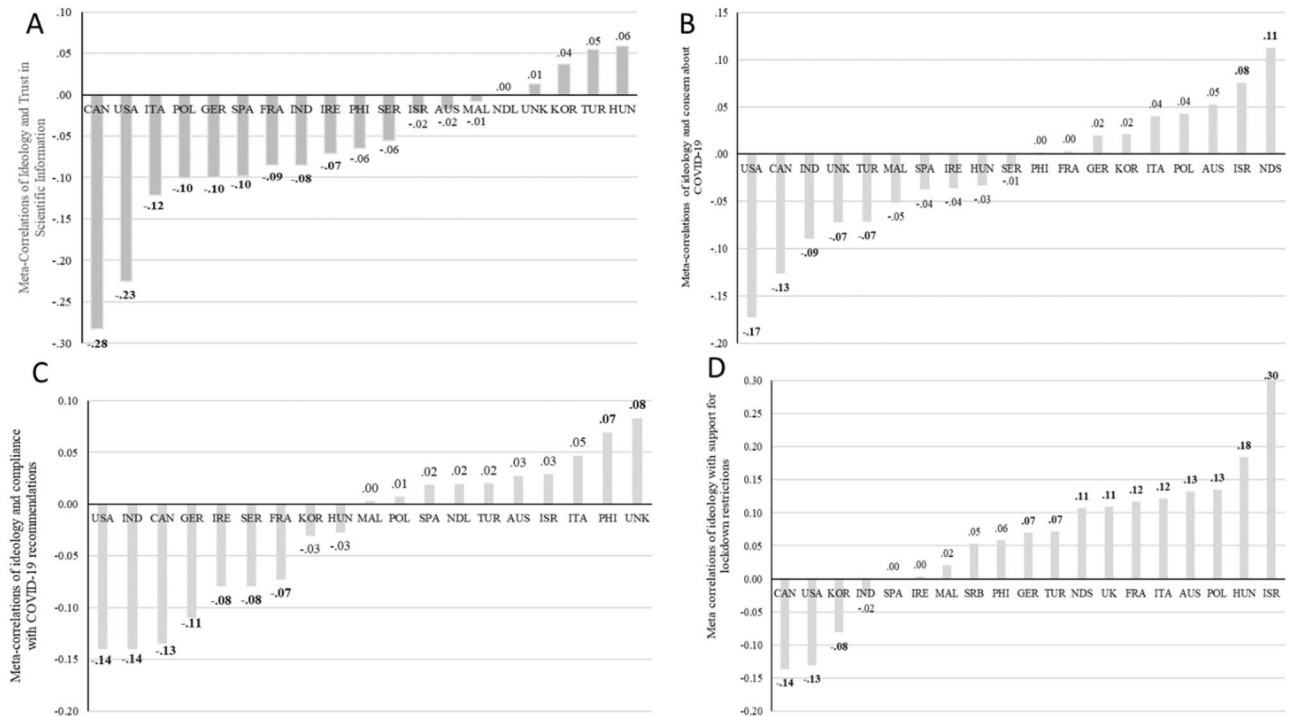 A
Meta-Correlations of Ideology and Trust in
Scientific Information
.10
.05
.00
-.05
-.10
-.15
-.20
-.25
-.30
.00 .01 .04 .05 .06
CAN USA ITA POL GER SPA FRA IND IRE PHI SER ISR AUS MAL NDL UNK KOR TUR HUN
-.28 -.23 -.12 -.10 -.10 -.10 -.09 -.08 -.07 -.06 -.06 -.02 -.02 -.01
B
Meta-correlations of ideology and concern about
COVID-19
.15
.10
.05
.00
-.05
-.10
-.15
-.20
.00 .00 .02 .02 .04 .04 .05 .08 .11
USA CAN IND UNK TUR MAL SPA IRE HUN SER PHI FRA GER KOR ITA POL AUS ISR NDS
-.17 -.13 -.09 -.07 -.07 -.05 -.04 -.04 -.03 -.01
C
Meta-correlations of ideology and compliance
with COVID-19 recommendations
0.10
0.05
0.00
-0.05
-0.10
-0.15
-0.20
.00 .01 .02 .02 .02 .03 .03 .05 .07 .08
USA IND CAN GER IRE SER FRA KOR HUN MAL POL SPA NDL TUR AUS ISR ITA PHI UNK
-.14 -.14 -.13 -.11 -.08 -.08 -.07 -.03 -.03
D
Meta correlations of ideology with support for
lockdown restrictions
0.30
0.20
0.15
0.10
0.05
0.00
-0.05
-0.10
-0.15
-0.20
.00 .00 .02 .05 .06 .07 .07 .11 .11 .12 .12 .13 .13 .18 .30
CAN USA KOR IND SPA IRE MAL SRB PHI GER TUR NDS UK FRA ITA AUS POL HUN ISR
-.14 -.13 -.08 -.02